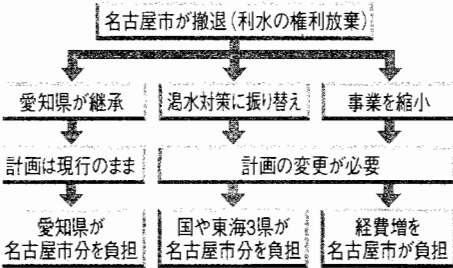 名古屋市が撤退(利水の権利放棄)
愛知県が継承
渇水対策に振り替え
事業を縮小
計画は現行のまま
計画の変更が必要
愛知県が
名古屋市分を負担
国や東海3県が
名古屋市分を負担
経費増を
名古屋市が負担